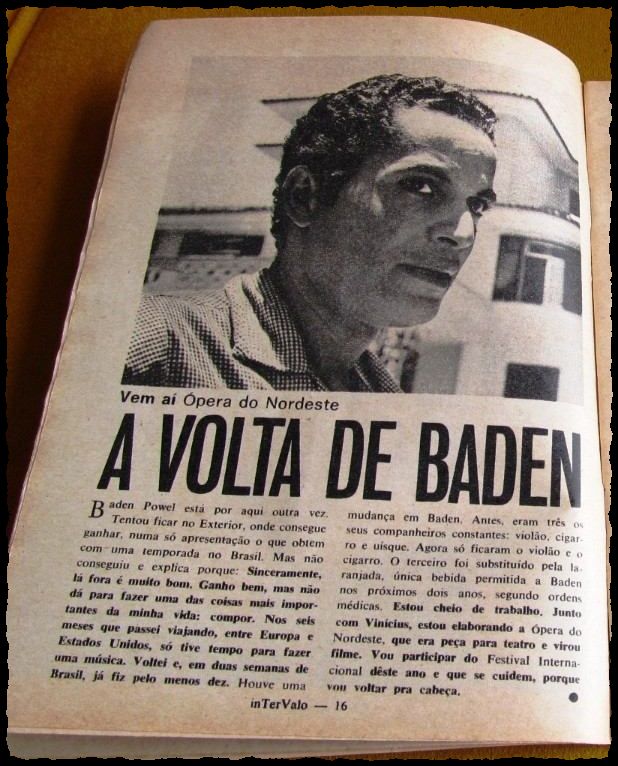 Vem aí Ópera do Nordeste
A VOLTA DE BADEN
Baden Powel está por aqui outra vez.
Tentou ficar no Exterior, onde consegue
ganhar, numa só apresentação o que obtem
com uma temporada no Brasil. Mas não
conseguiu e explica porque: Sinceramente,
lá fora é muito bom. Ganho bem, mas não
dá para fazer uma das coisas mais impor-
tantes da minha vida: compor. Nos seis
meses que passei viajando, entre Europa e
Estados Unidos, só tive tempo para fazer
uma música. Voltei e, em duas semanas de
Brasil, já fiz pelo menos dez. Houve uma
mudança em Baden. Antes, eram três os
seus companheiros constantes: violão, cigar-
ro e uísque. Agora só ficaram o violão e o
cigarro. O terceiro foi substituído pela la-
ranjada, única bebida permitida a Baden
nos próximos dois anos, segundo ordens
médicas. Estou cheio de trabalho. Junto
com Vinícius, estou elaborando a Ópera do
Nordeste, que era peça para teatro e virou
filme. Vou participar do Festival Interna-
cional dêste ano e que se cuidem, porque
vou voltar pra cabeça.
inTerValo — 16